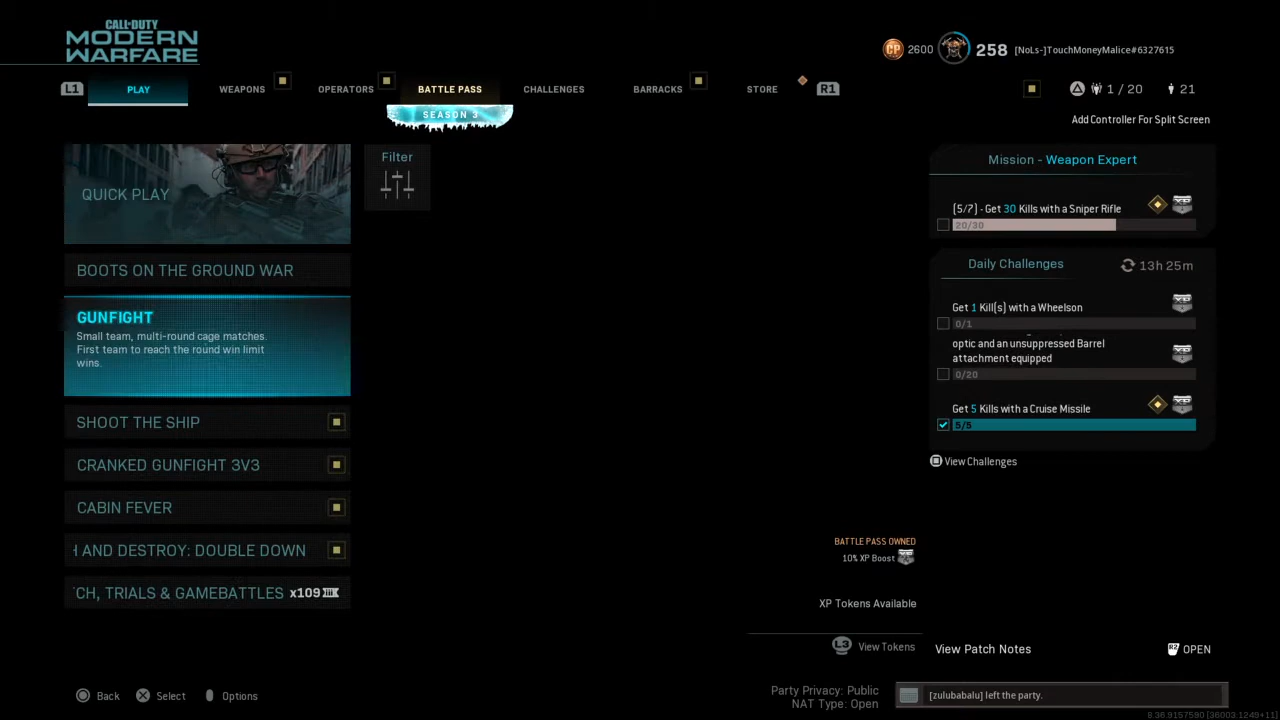 CALL OF DUTY
MODERN
WARFARE
CP 2600
258
[NoLs-]TouchMoneyMalice#6327615
L1
PLAY
WEAPONS
OPERATORS
BATTLE PASS
CHALLENGES
BARRACKS
STORE
R1
1 / 20
21
SEASON 3
Add Controller For Split Screen
QUICK PLAY
BOOTS ON THE GROUND WAR
GUNFIGHT
Small team, multi-round cage matches.
First team to reach the round win limit
wins.
SHOOT THE SHIP
CRANKED GUNFIGHT 3V3
CABIN FEVER
H AND DESTROY: DOUBLE DOWN
CH, TRIALS & GAMEBATTLES x109
Filter
Mission - Weapon Expert
[5/7] - Get 30 Kills with a Sniper Rifle
20/30
Daily Challenges
13h 25m
Get 1 Kill(s) with a Wheelson
0/1
optic and an unsuppressed Barrel
attachment equipped
0/20
Get 5 Kills with a Cruise Missile
5/5
View Challenges
BATTLE PASS OWNED
10% XP Boost
XP Tokens Available
L3 View Tokens
View Patch Notes
R2 OPEN
Back
Select
Options
Party Privacy: Public
NAT Type: Open
[zulubabalu] left the party.